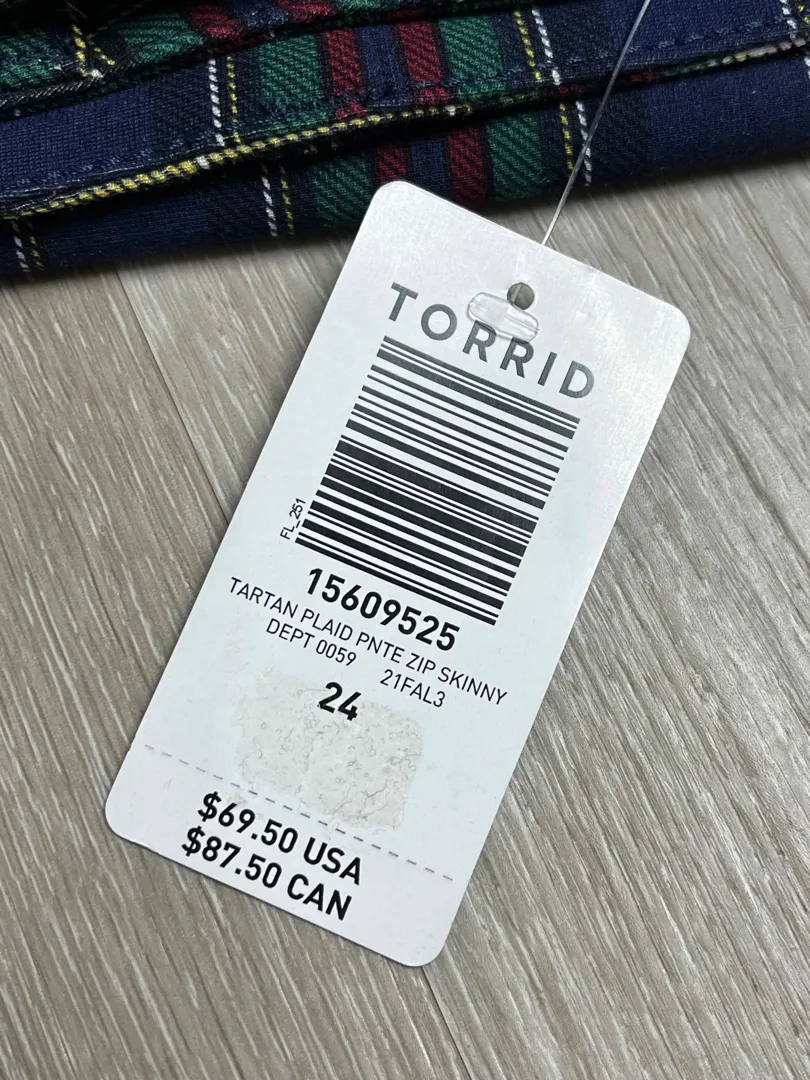 TORRID
FL_251
15609525
TARTAN PLAID PNTE ZIP SKINNY
DEPT 0059 21FAL3
24
$69.50 USA
$87.50 CAN